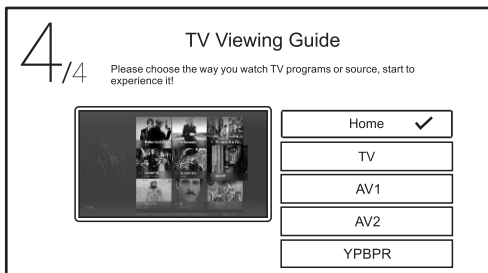 4/4
TV Viewing Guide
Please choose the way you watch TV programs or source, start to
experience it!
Home
TV
AV1
AV2
YPBPR